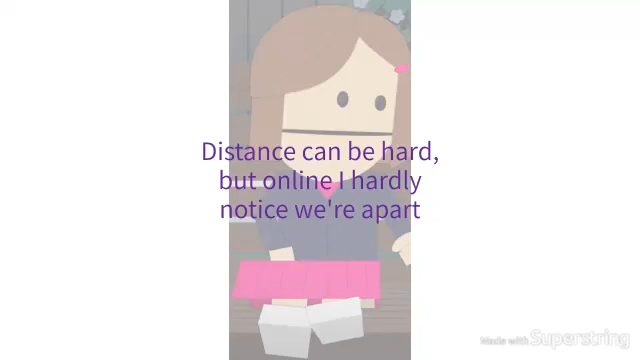 Distance can be hard,
but online I hardly
notice we're apart
Made with Superstring